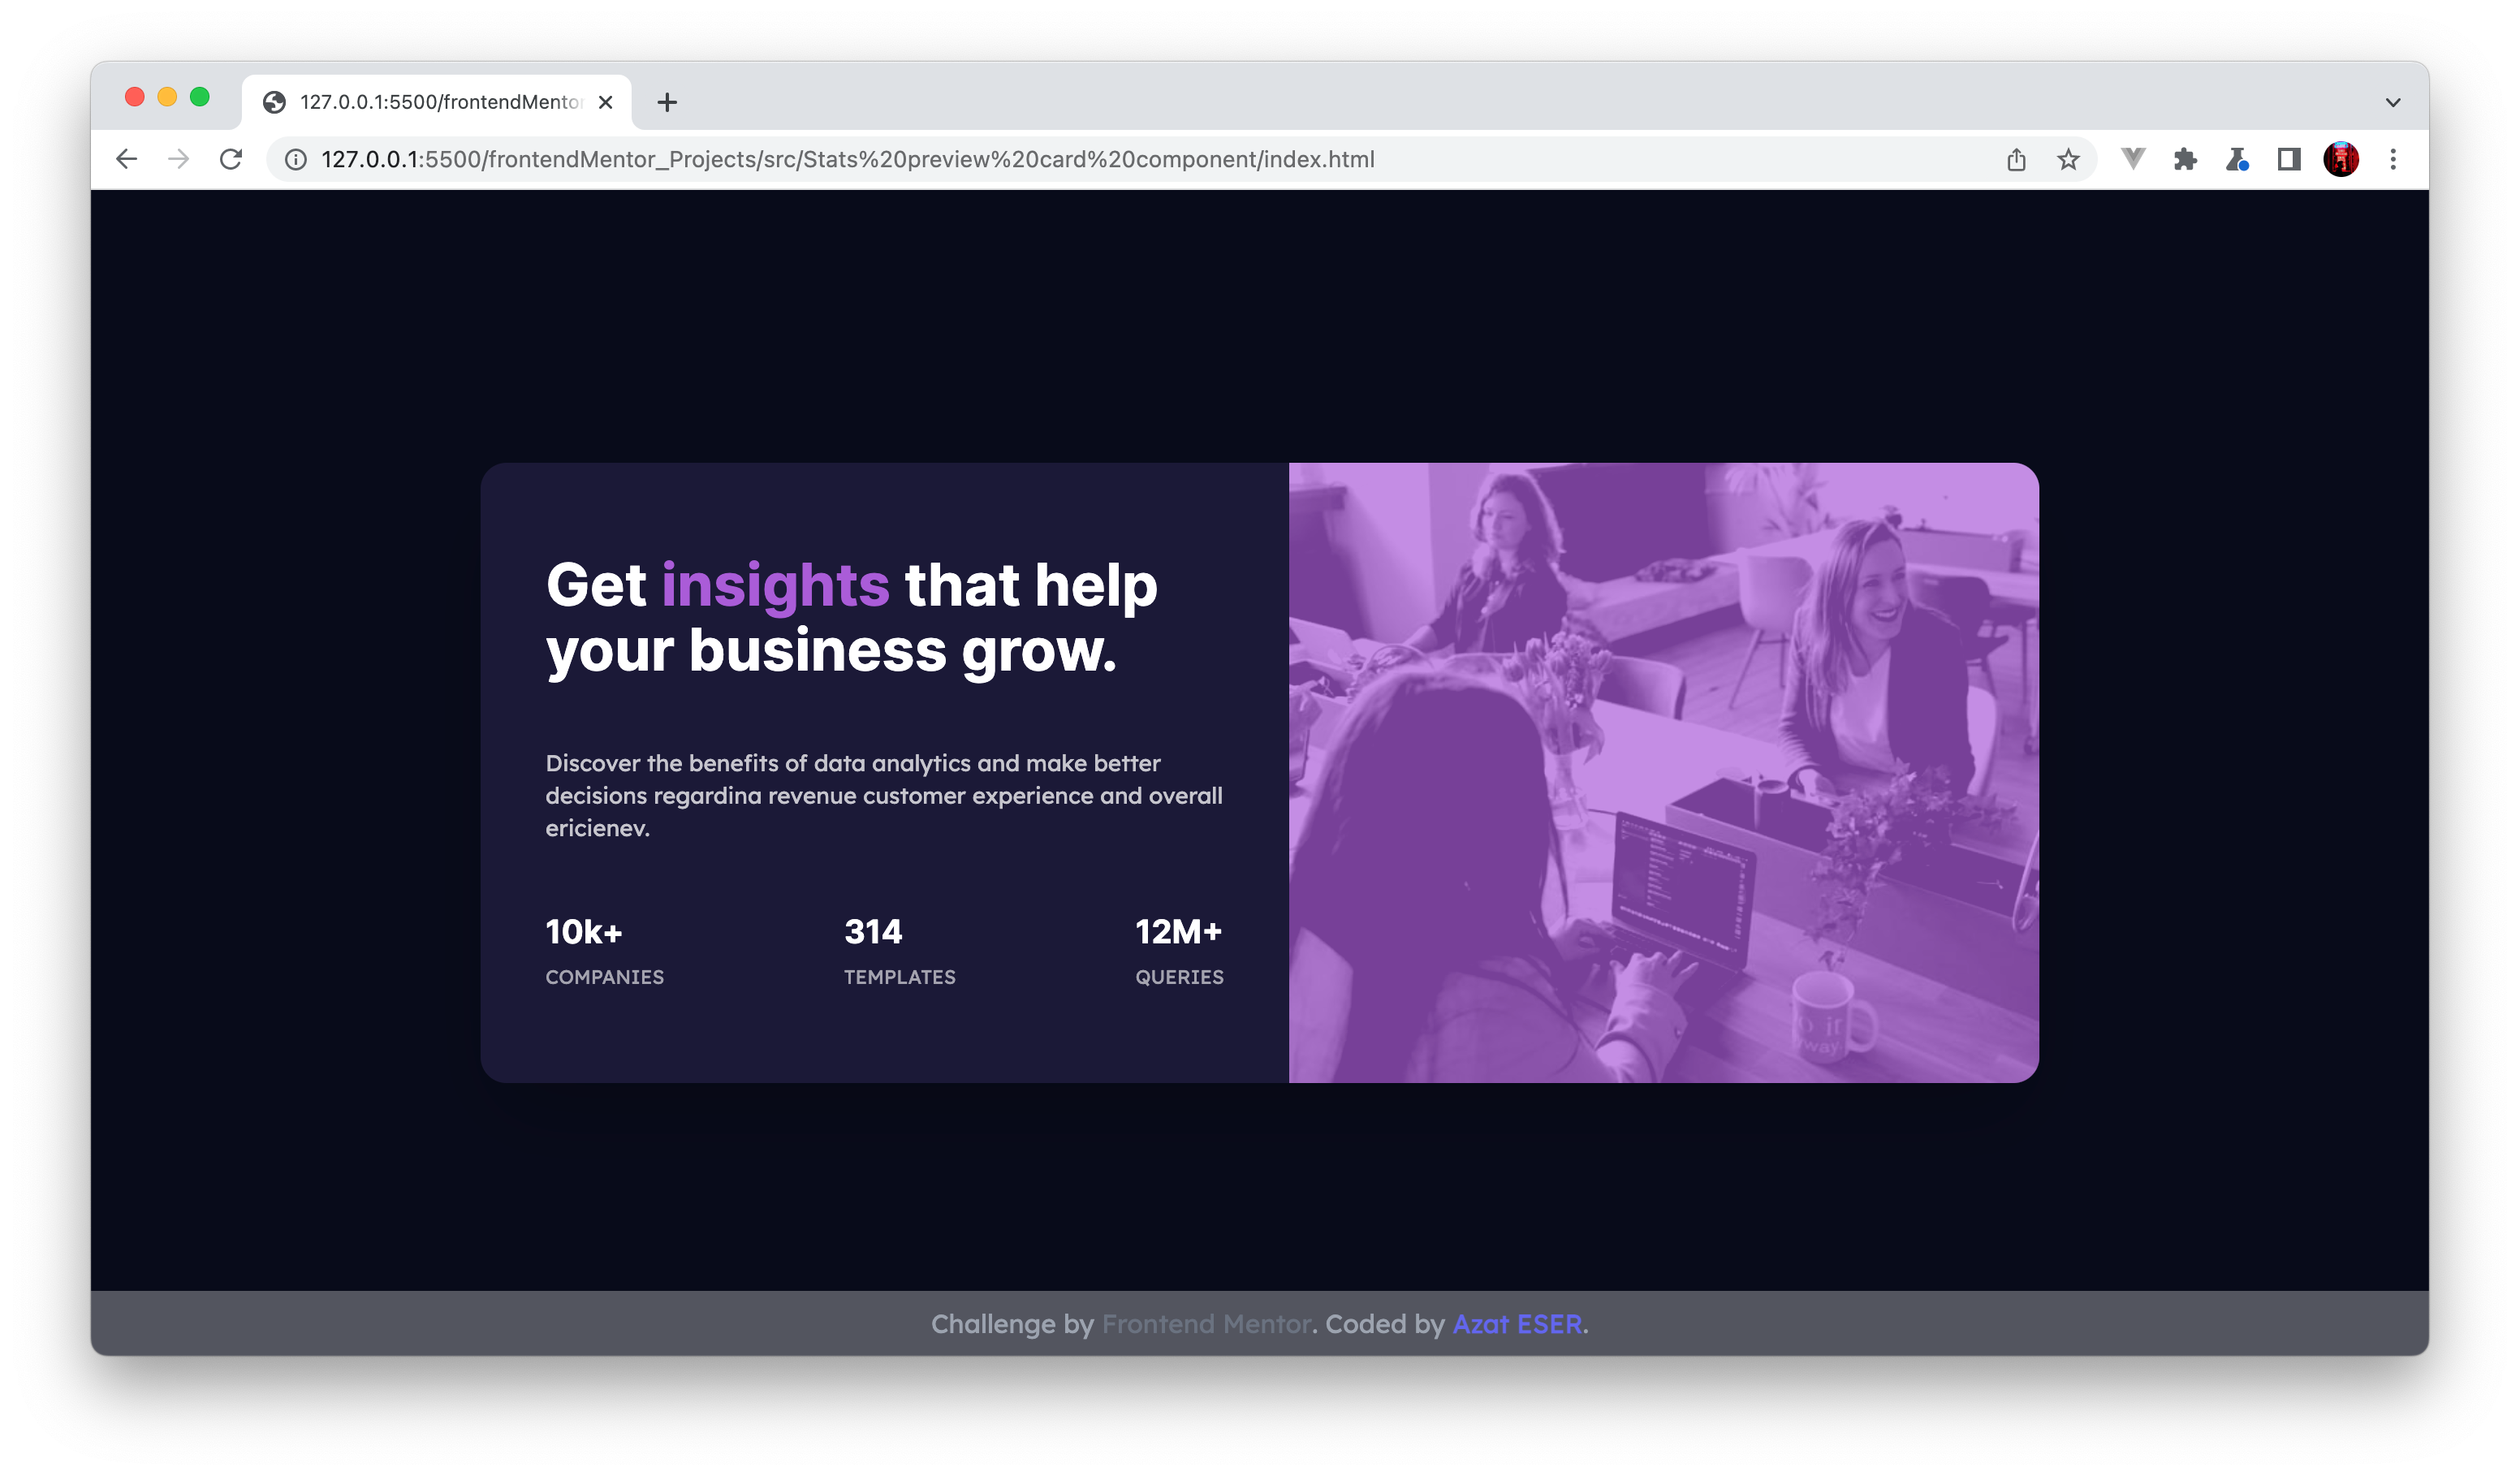 127.0.0.1:5500/frontendMentor
127.0.0.1:5500/frontendMentor_Projects/src/Stats%20preview%20card%20component/index.html
Get insights that help
your business grow.
Discover the benefits of data analytics and make better
decisions regardina revenue customer experience and overall
ericienev.
10k+ 314 12M+
COMPANIES TEMPLATES QUERIES
Challenge by Frontend Mentor. Coded by Azat ESER.